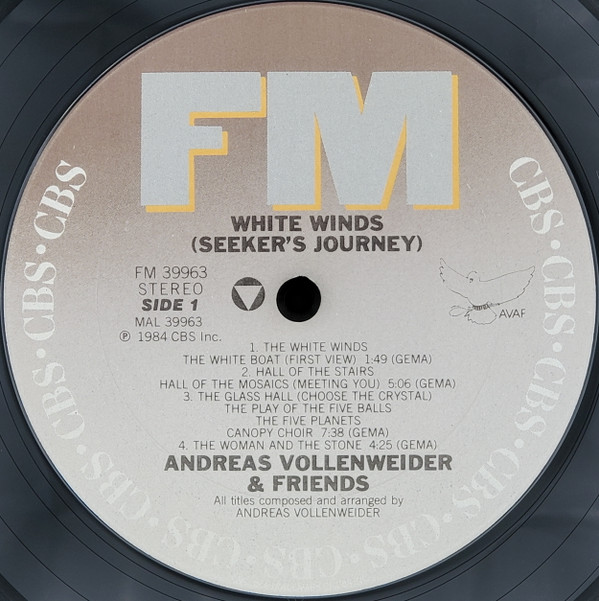 FM
WHITE WINDS
(SEEKER'S JOURNEY)
FM 39963
STEREO
SIDE 1
MAL 39963
℗ 1984 CBS Inc.
AVAF
1. THE WHITE WINDS
THE WHITE BOAT (FIRST VIEW) 1:49 (GEMA)
2. HALL OF THE STAIRS
HALL OF THE MOSAICS (MEETING YOU) 5:06 (GEMA)
3. THE GLASS HALL (CHOOSE THE CRYSTAL)
THE PLAY OF THE FIVE BALLS
THE FIVE PLANETS
CANOPY CHOIR 7:38 (GEMA)
4. THE WOMAN AND THE STONE 4:25 (GEMA)
ANDREAS VOLLENWEIDER
& FRIENDS
All titles composed and arranged by
ANDREAS VOLLENWEIDER
CBS • CBS • CBS • CBS • CBS • CBS • CBS • CBS • CBS • CBS • CBS